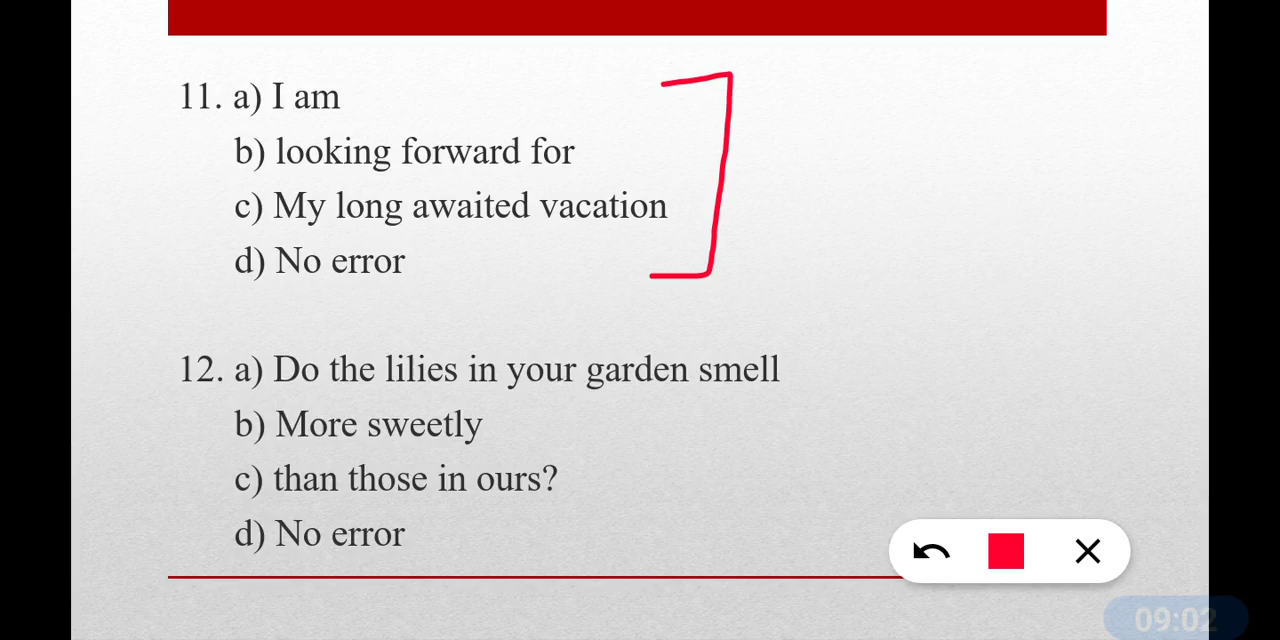 11. a) I am
b) looking forward for
c) My long awaited vacation
d) No error
12. a) Do the lilies in your garden smell
b) More sweetly
c) than those in ours?
d) No error
09:02